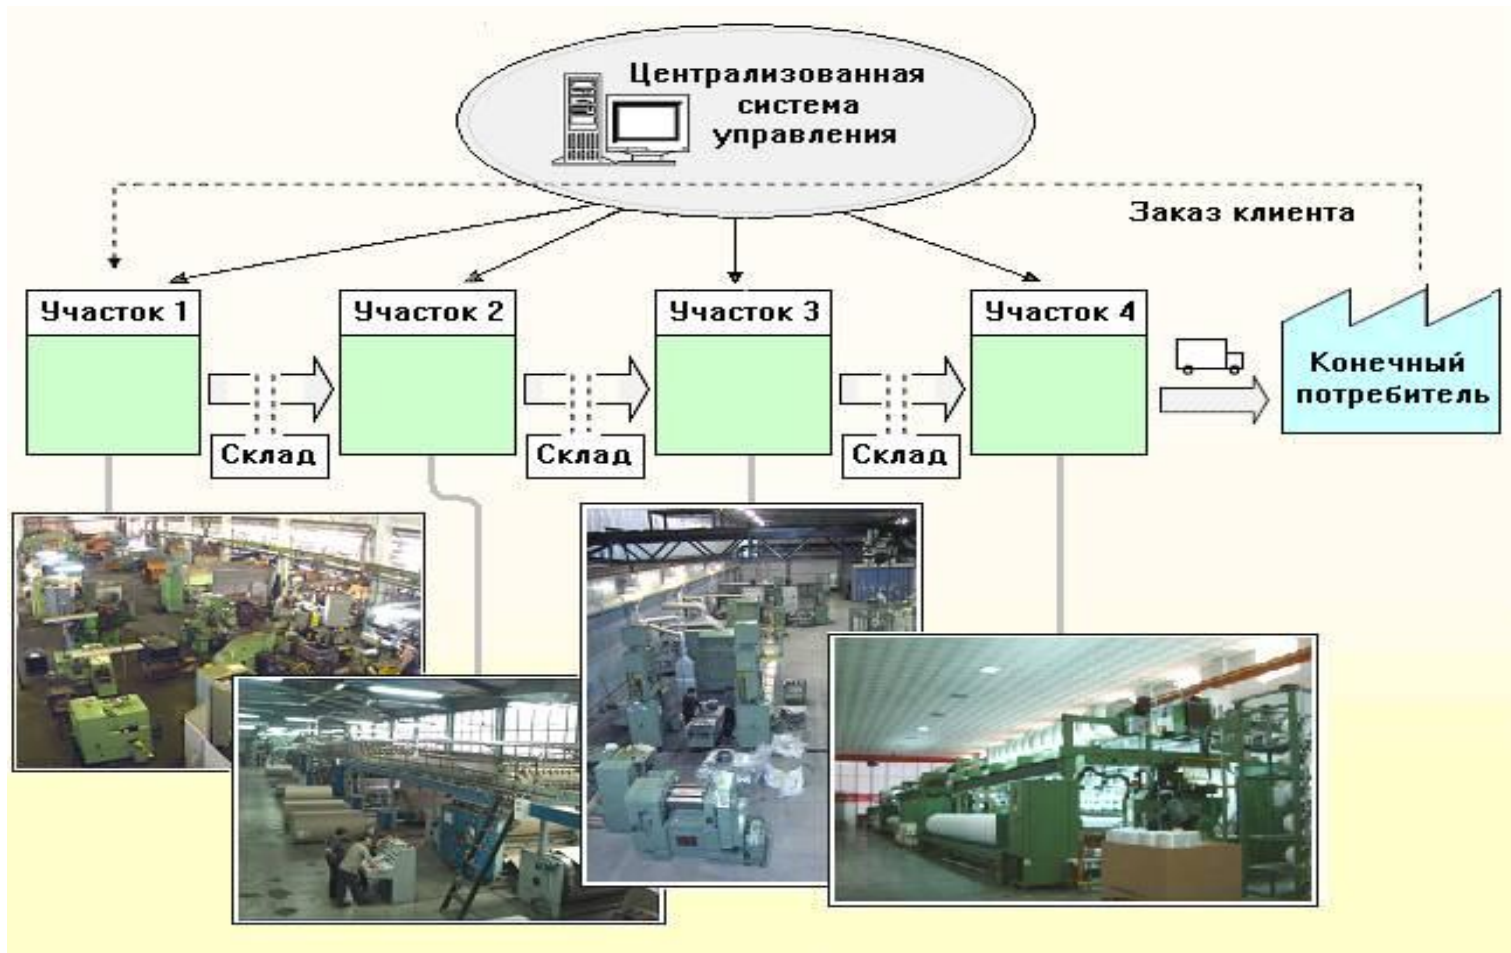 Централизованная
система
управления
Заказ клиента
Участок 1
Участок 2
Участок 3
Участок 4
Конечный
потребитель
Склад
Склад
Склад